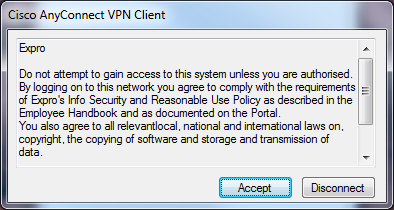 Cisco AnyConnect VPN Client
Expro
Do not attempt to gain access to this system unless you are authorised.
By logging on to this network you agree to comply with the requirements
of Expro's Info Security and Reasonable Use Policy as described in the
Employee Handbook and as documented on the Portal.
You also agree to all relevantlocal, national and international laws on,
copyright, the copying of software and storage and transmission of
data.
Accept
Disconnect